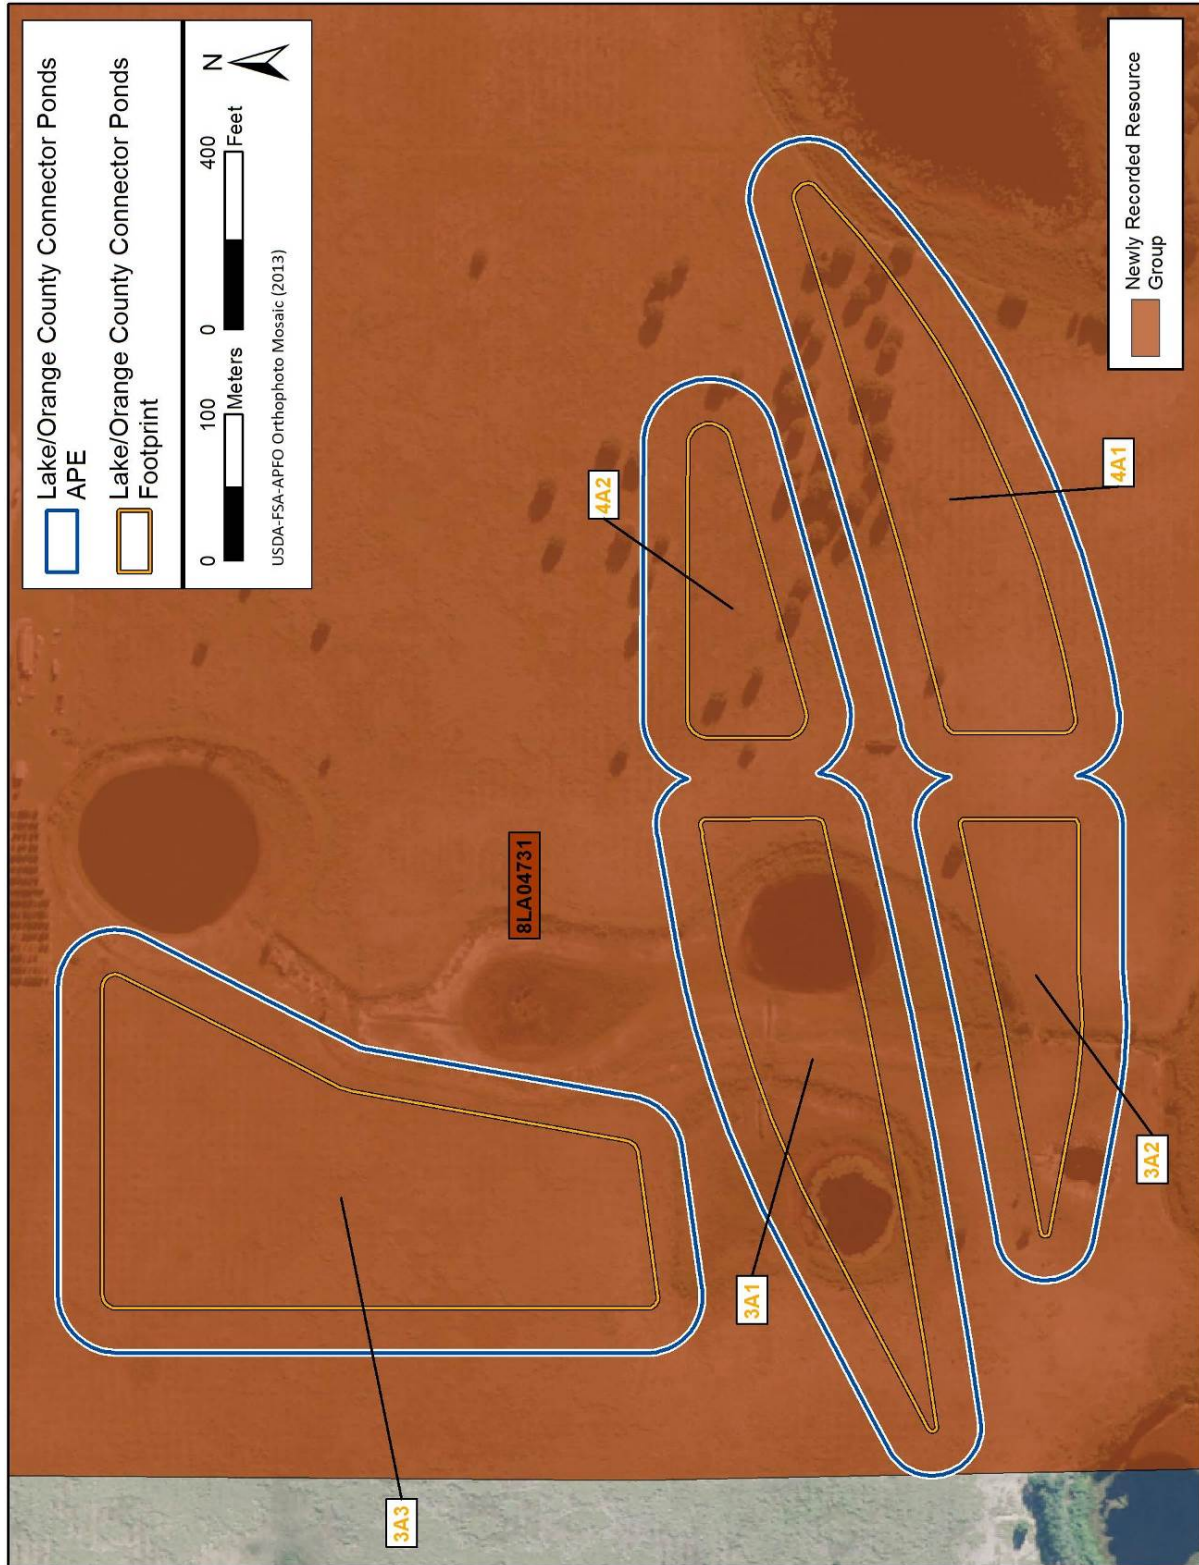 Lake/Orange County Connector Ponds
APE
Lake/Orange County Connector Ponds
Footprint
0 100
Meters
0 400
Feet
N
USDA-FSA-APFO Orthophoto Mosaic (2013)
8LA04731
3A3
3A1
3A2
4A2
4A1
Newly Recorded Resource
Group